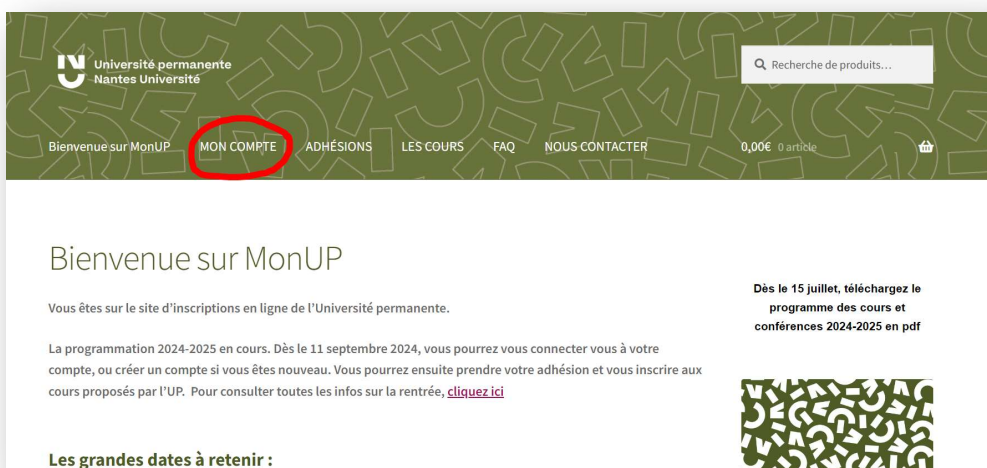 Université permanente
Nantes Université
Recherche de produits...
Bienvenue sur MonUP MON COMPTE ADHÉSIONS LES COURS FAQ NOUS CONTACTER 0,00€ 0 article
Bienvenue sur MonUP
Vous êtes sur le site d'inscriptions en ligne de l'Université permanente.
La programmation 2024-2025 en cours. Dès le 11 septembre 2024, vous pourrez vous connecter vous à votre
compte, ou créer un compte si vous êtes nouveau. Vous pourrez ensuite prendre votre adhésion et vous inscrire aux
cours proposés par l'UP. Pour consulter toutes les infos sur la rentrée, cliquez ici
Les grandes dates à retenir :
Dès le 15 juillet, téléchargez le
programme des cours et
conférences 2024-2025 en pdf